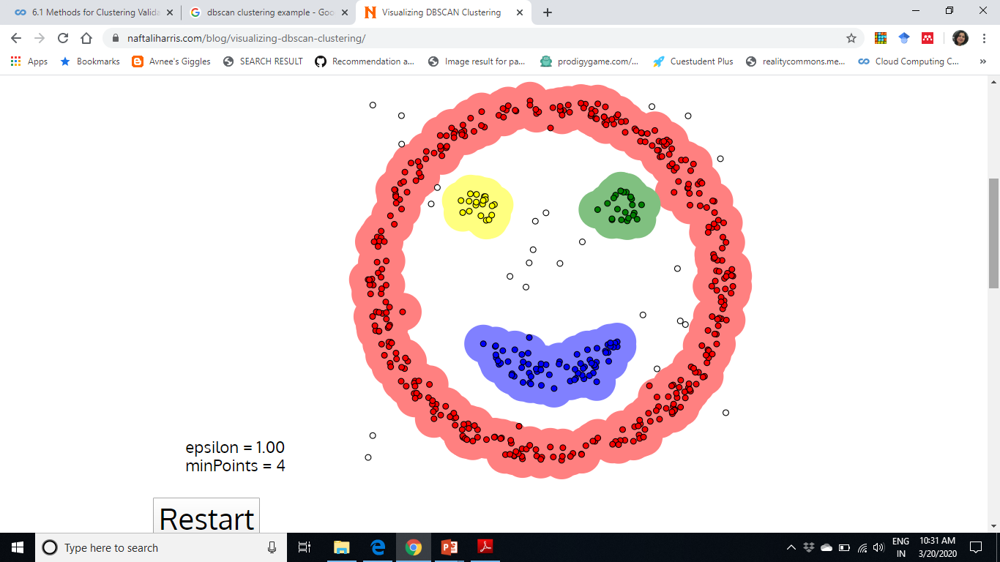 6.1 Methods for Clustering Valida
dbscan clustering example - Goo
Visualizing DBSCAN Clustering
naftaliharris.com/blog/visualizing-dbscan-clustering/
Apps
Bookmarks
Avnee's Giggles
SEARCH RESULT
Recommendation a...
Image result for pa...
prodigygame.com/...
Cuestudent Plus
realitycommons.me...
Cloud Computing C...
»
epsilon = 1.00
minPoints = 4
Restart
Type here to search
ENG
IN
10:31 AM
3/20/2020